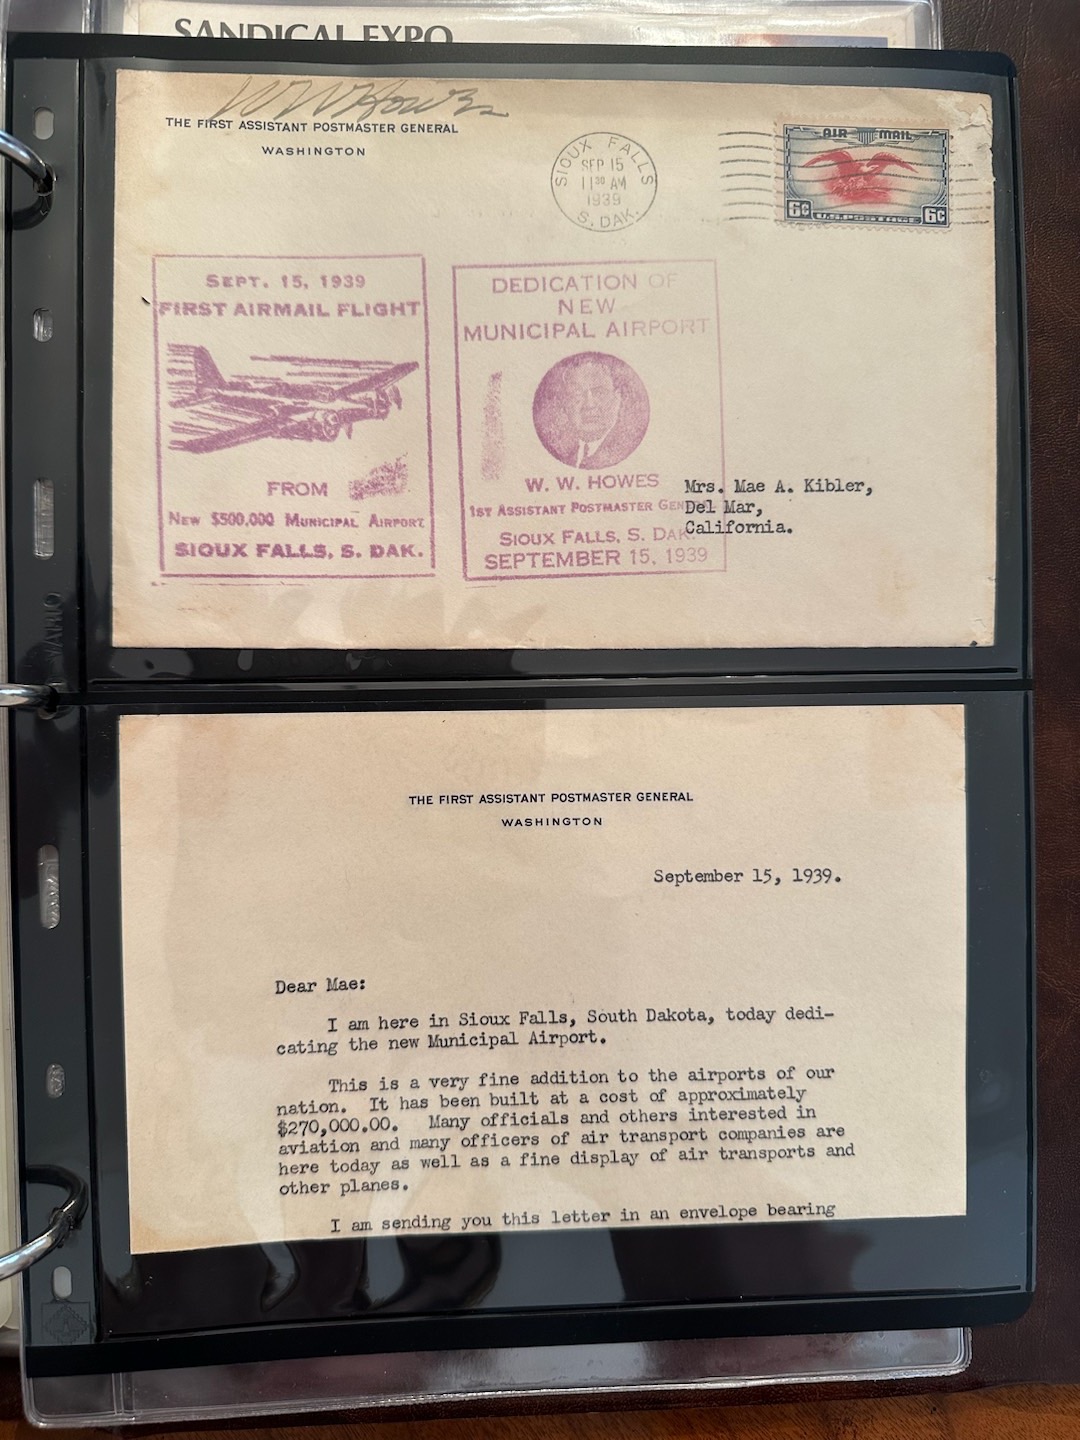 SANDICAL EXPO
W W Howes
THE FIRST ASSISTANT POSTMASTER GENERAL
WASHINGTON
SIOUX FALLS
SEP 15
11 30 AM
1939
S. DAK.
AIR MAIL
6¢ U.S. POSTAGE 6¢
SEPT. 15, 1939
FIRST AIRMAIL FLIGHT
FROM
NEW $500,000 MUNICIPAL AIRPORT
SIOUX FALLS, S. DAK.
DEDICATION OF
NEW
MUNICIPAL AIRPORT
W. W. HOWES
1ST ASSISTANT POSTMASTER GEN
SIOUX FALLS, S. DAK.
SEPTEMBER 15, 1939
Mrs. Mae A. Kibler,
Del Mar,
California.
THE FIRST ASSISTANT POSTMASTER GENERAL
WASHINGTON
September 15, 1939.
Dear Mae:
I am here in Sioux Falls, South Dakota, today dedi-
cating the new Municipal Airport.
This is a very fine addition to the airports of our
nation. It has been built at a cost of approximately
$270,000.00. Many officials and others interested in
aviation and many officers of air transport companies are
here today as well as a fine display of air transports and
other planes.
I am sending you this letter in an envelope bearing